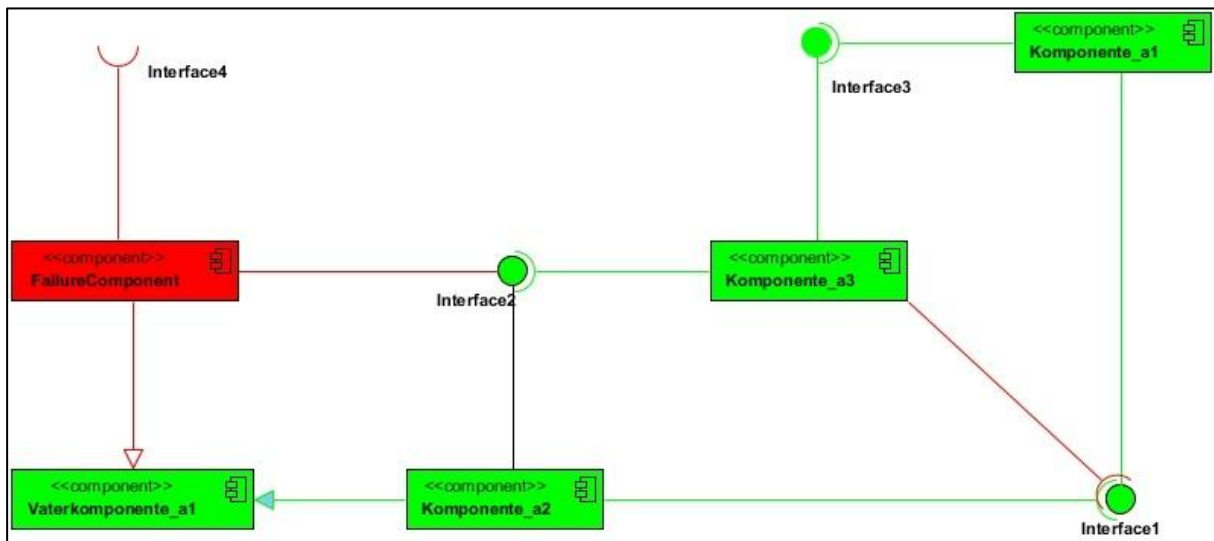 <<component>>
Komponente_a1
Interface4
Interface3
<<component>>
FailureComponent
<<component>>
Komponente_a3
Interface2
<<component>>
Vaterkomponente_a1
<<component>>
Komponente_a2
Interface1